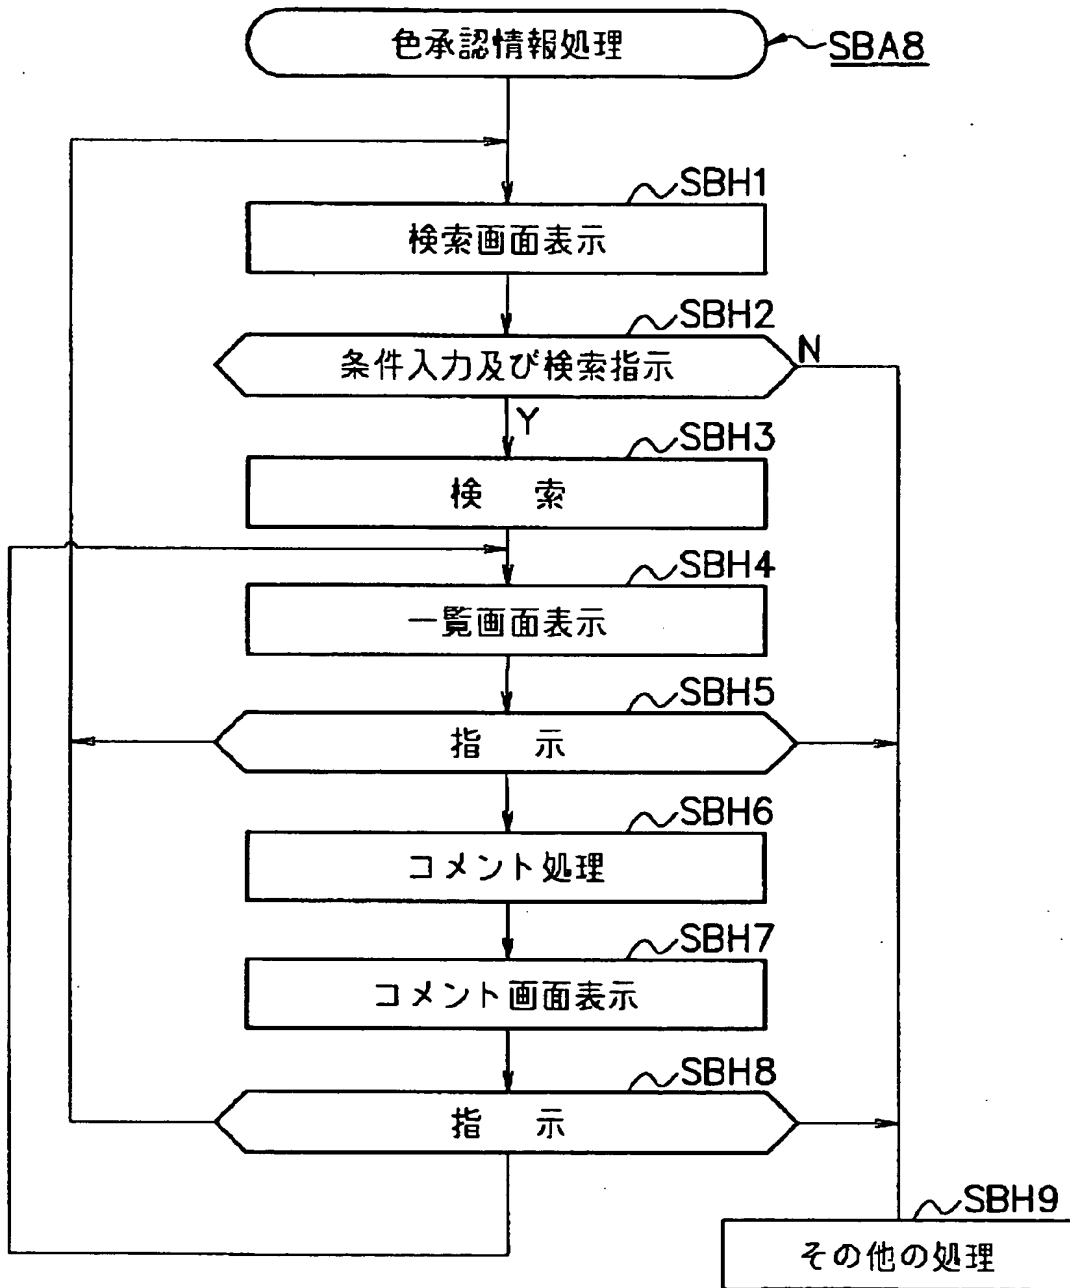 色承認情報処理 SBA8
SBH1
検索画面表示
SBH2
条件入力及び検索指示 N
Y
SBH3
検 索
SBH4
一覧画面表示
SBH5
指 示
SBH6
コメント処理
SBH7
コメント画面表示
SBH8
指 示
SBH9
その他の処理